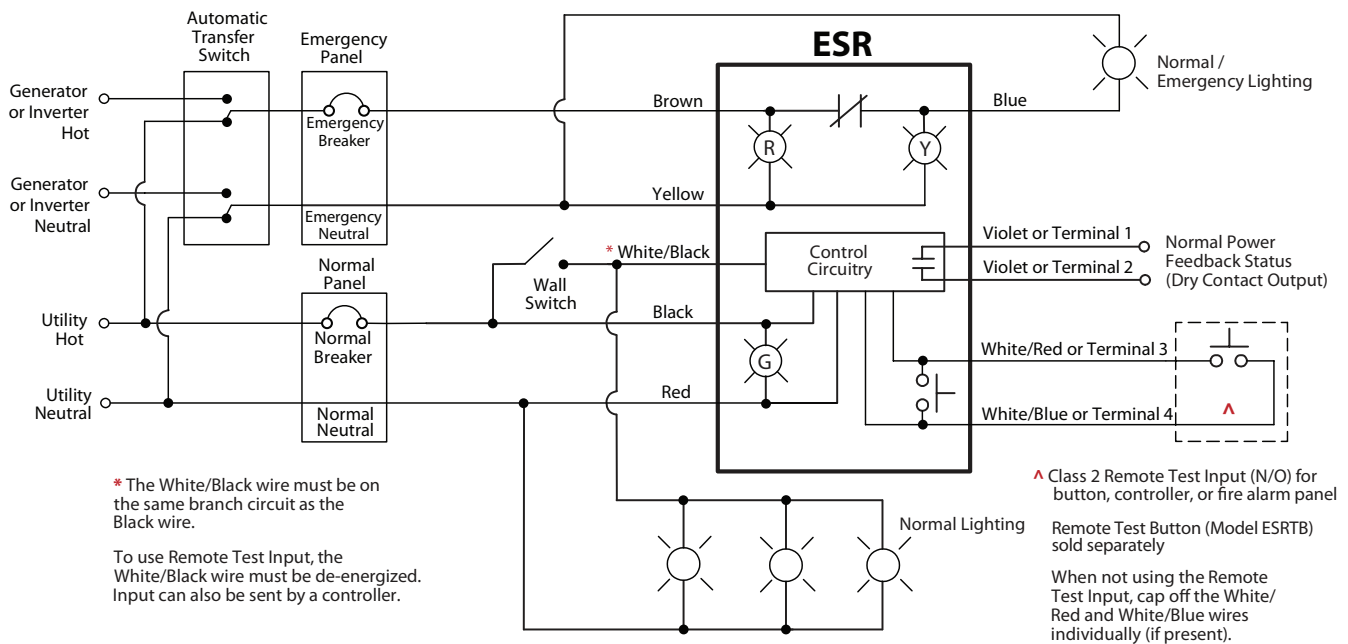 Automatic
Transfer
Switch
Emergency
Panel
ESR
Normal /
Emergency Lighting
Generator
or Inverter
Hot
Emergency
Breaker
Brown
Blue
R
Y
Generator
or Inverter
Neutral
Emergency
Neutral
Yellow
Normal
Panel
Wall
Switch
* White/Black
Control
Circuitry
Violet or Terminal 1
Violet or Terminal 2
Normal Power
Feedback Status
(Dry Contact Output)
Utility
Hot
Normal
Breaker
Black
G
White/Red or Terminal 3
White/Blue or Terminal 4
^
Utility
Neutral
Normal
Neutral
Red
* The White/Black wire must be on
the same branch circuit as the
Black wire.
To use Remote Test Input, the
White/Black wire must be de-energized.
Input can also be sent by a controller.
Normal Lighting
^ Class 2 Remote Test Input (N/O) for
button, controller, or fire alarm panel
Remote Test Button (Model ESRTB)
sold separately
When not using the Remote
Test Input, cap off the White/
Red and White/Blue wires
individually (if present).